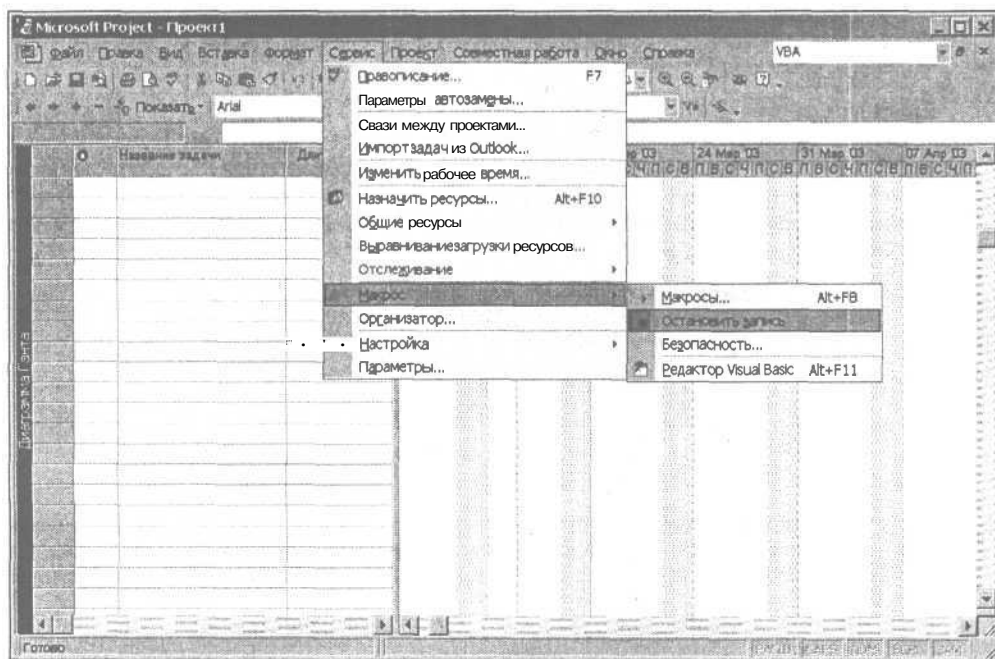 Microsoft Project - Проект1
Файл Правка Вид Вставка Формат Сервис Проект Совместная работа Окно Справка VBA
Показать Arial
Правописание... F7
Параметры автозамены...
Свази между проектами...
Импорт задач из Outlook...
Изменить рабочее время...
Назначить ресурсы... Alt+F10
Общие ресурсы
Выравниваниезагрузки ресурсов...
Отслеживание
Макрос
Организатор...
Настройка
Параметры...
Макросы... Alt+F8
Остановить запись
Безопасность...
Редактор Visual Basic Alt+F11
Название задачи
24 Мар '03 31 Мар '03 07 Апр '03
Диаграмма Ганта
Готово